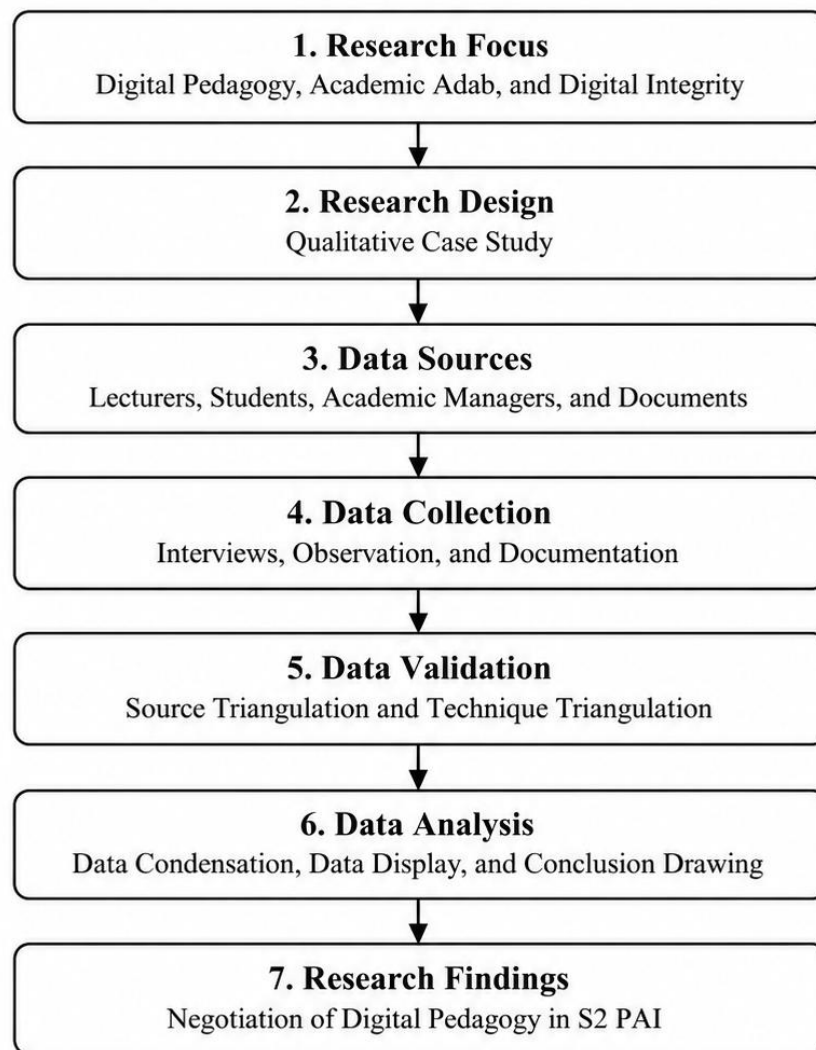 1. Research Focus
Digital Pedagogy, Academic Adab, and Digital Integrity
2. Research Design
Qualitative Case Study
3. Data Sources
Lecturers, Students, Academic Managers, and Documents
4. Data Collection
Interviews, Observation, and Documentation
5. Data Validation
Source Triangulation and Technique Triangulation
6. Data Analysis
Data Condensation, Data Display, and Conclusion Drawing
7. Research Findings
Negotiation of Digital Pedagogy in S2 PAI